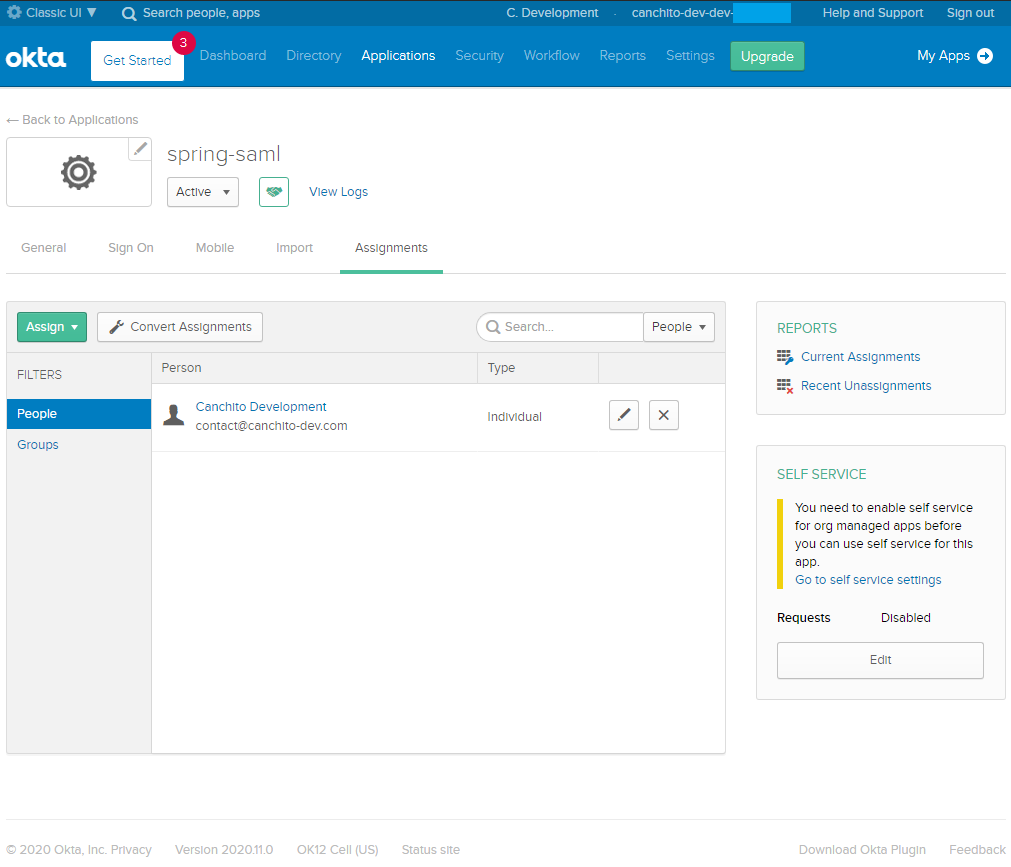 Classic UI
Search people, apps
C. Development · canchito-dev-dev-
Help and Support
Sign out
okta
Get Started
3
Dashboard
Directory
Applications
Security
Workflow
Reports
Settings
Upgrade
My Apps
← Back to Applications
spring-saml
Active
View Logs
General
Sign On
Mobile
Import
Assignments
Assign
Convert Assignments
Search...
People
FILTERS
People
Groups
Person
Type
Canchito Development
contact@canchito-dev.com
Individual
REPORTS
Current Assignments
Recent Unassignments
SELF SERVICE
You need to enable self service
for org managed apps before
you can use self service for this
app.
Go to self service settings
Requests Disabled
Edit
© 2020 Okta, Inc. Privacy
Version 2020.11.0
OK12 Cell (US)
Status site
Download Okta Plugin
Feedback